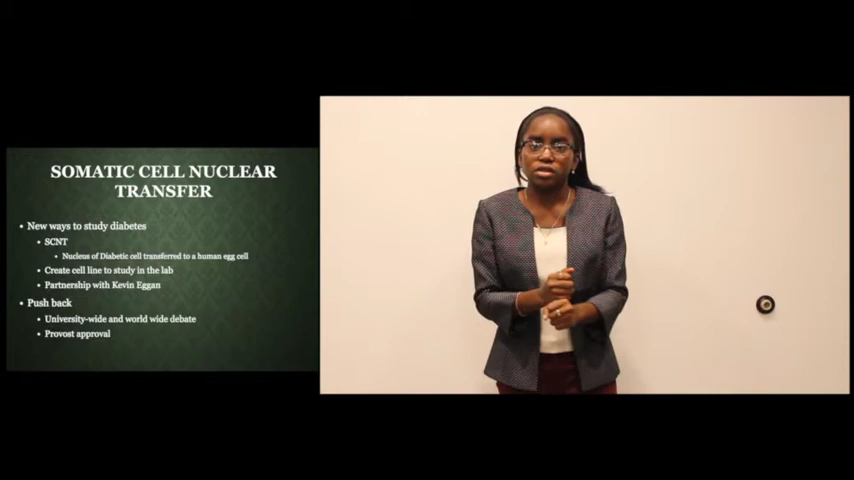 SOMATIC CELL NUCLEAR
TRANSFER
• New ways to study diabetes
• SCNT
• Nucleus of Diabetic cell transferred to a human egg cell
• Create cell line to study in the lab
• Partnership with Kevin Eggan
• Push back
• University-wide and world wide debate
• Provost approval